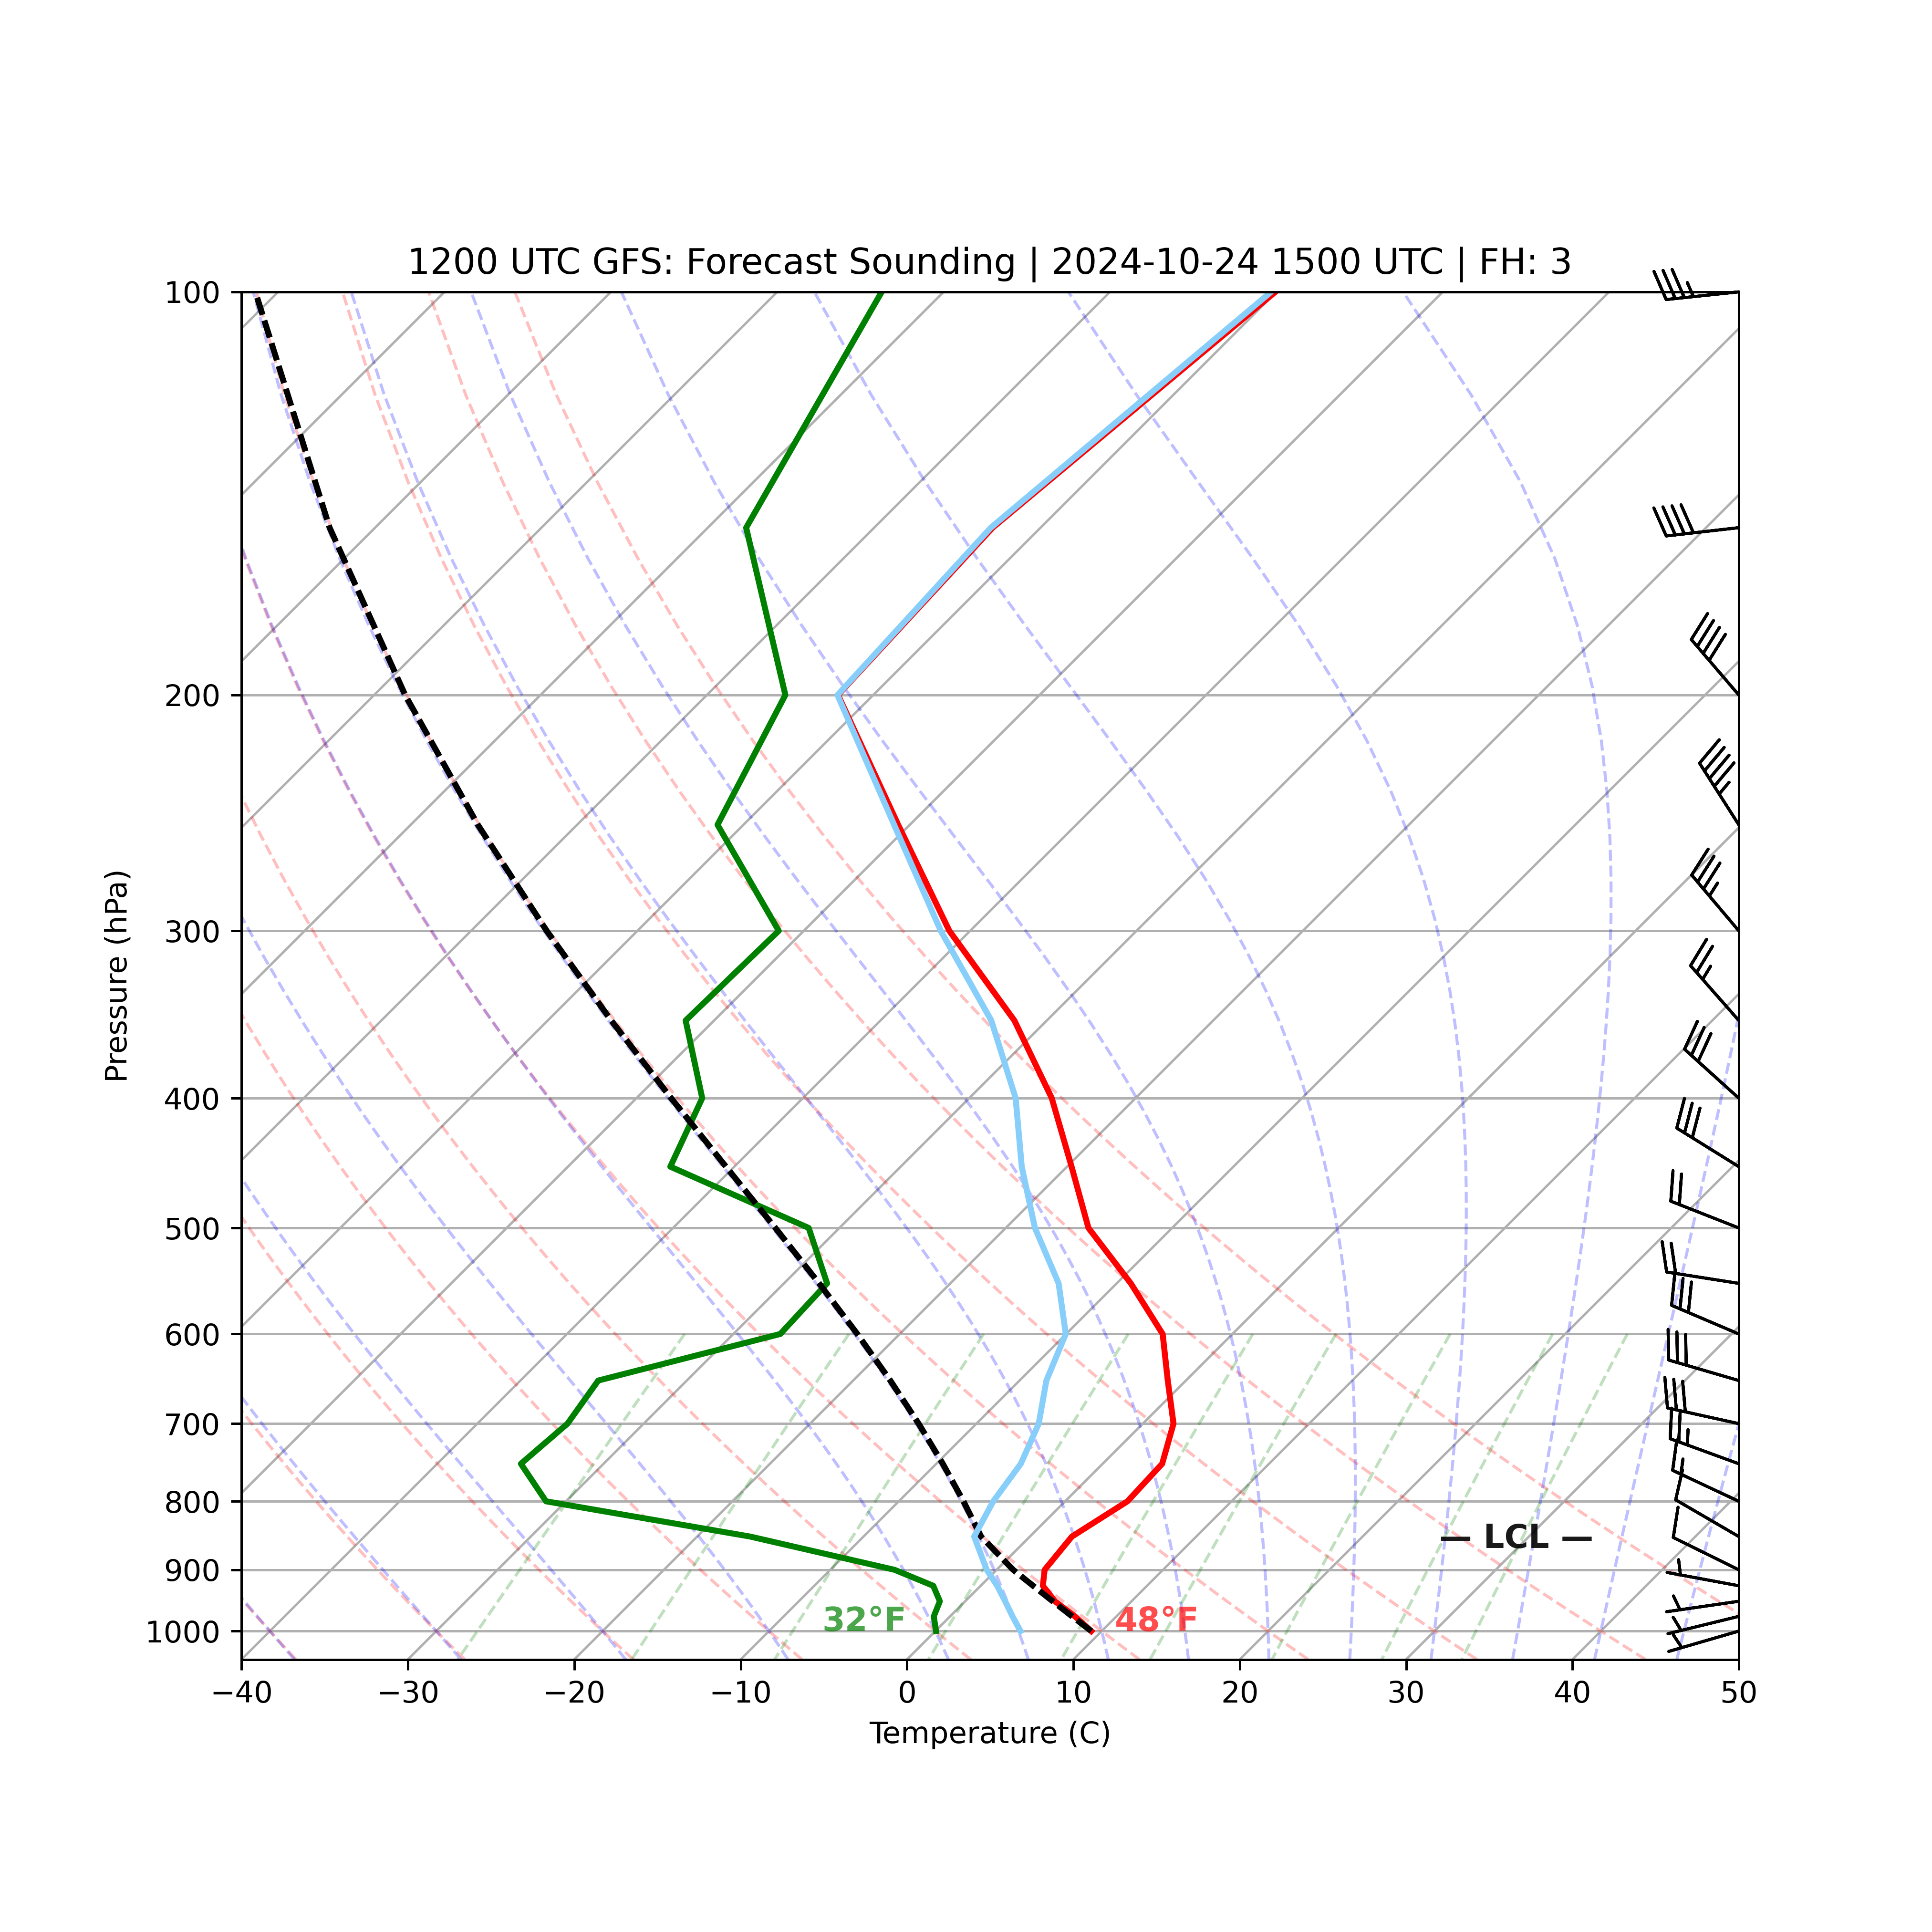 1200 UTC GFS: Forecast Sounding | 2024-10-24 1500 UTC | FH: 3
100
200
300
400
500
600
700
800
900
1000
Pressure (hPa)
— LCL —
32°F
48°F
−40 −30 −20 −10 0 10 20 30 40 50
Temperature (C)